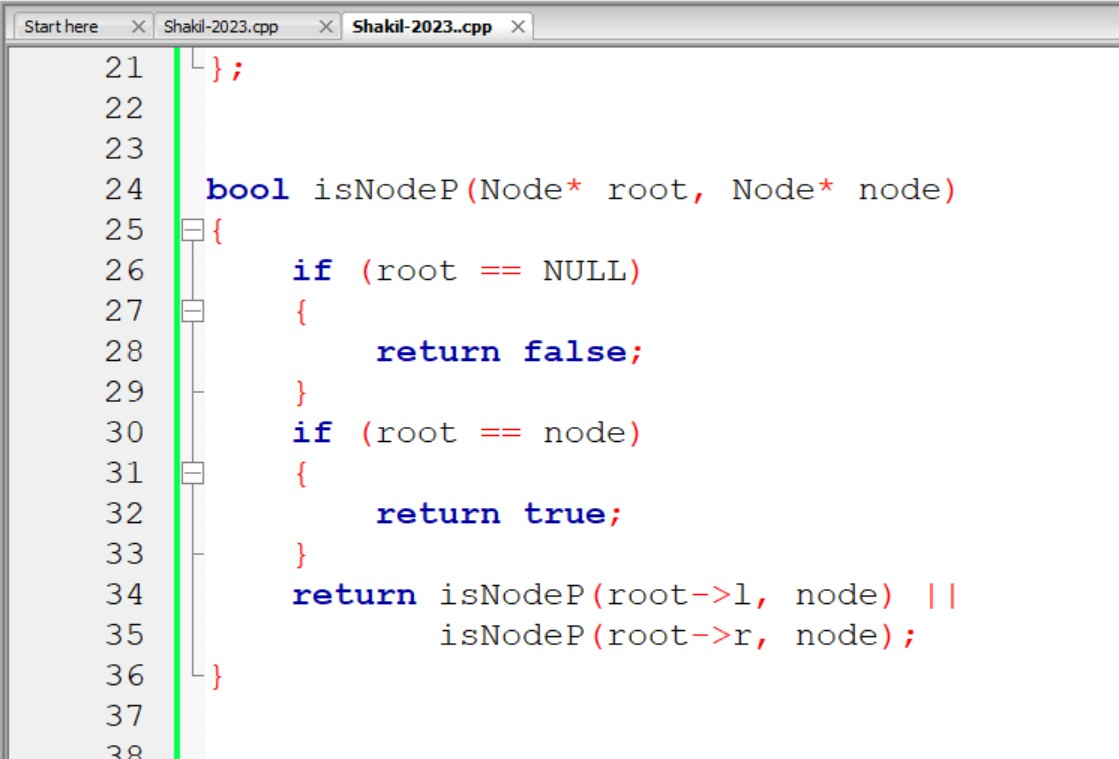 Start here Shakil-2023.cpp Shakil-2023..cpp
21 };
22
23
24 bool isNodeP(Node* root, Node* node)
25 {
26 if (root == NULL)
27 {
28 return false;
29 }
30 if (root == node)
31 {
32 return true;
33 }
34 return isNodeP(root->l, node) ||
35 isNodeP(root->r, node);
36 }
37
38